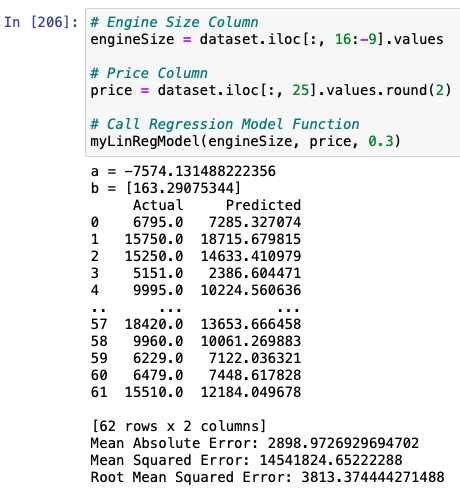 In [206]: # Engine Size Column
engineSize = dataset.iloc[:, 16:-9].values
# Price Column
price = dataset.iloc[:, 25].values.round(2)
# Call Regression Model Function
myLinRegModel(engineSize, price, 0.3)
a = -7574.131488222356
b = [163.29075344]
Actual Predicted
0 6795.0 7285.327074
1 15750.0 18715.679815
2 15250.0 14633.410979
3 5151.0 2386.604471
4 9995.0 10224.560636
.. ... ...
57 18420.0 13653.666458
58 9960.0 10061.269883
59 6229.0 7122.036321
60 6479.0 7448.617828
61 15510.0 12184.049678
[62 rows x 2 columns]
Mean Absolute Error: 2898.9726929694702
Mean Squared Error: 14541824.65222288
Root Mean Squared Error: 3813.374444271488